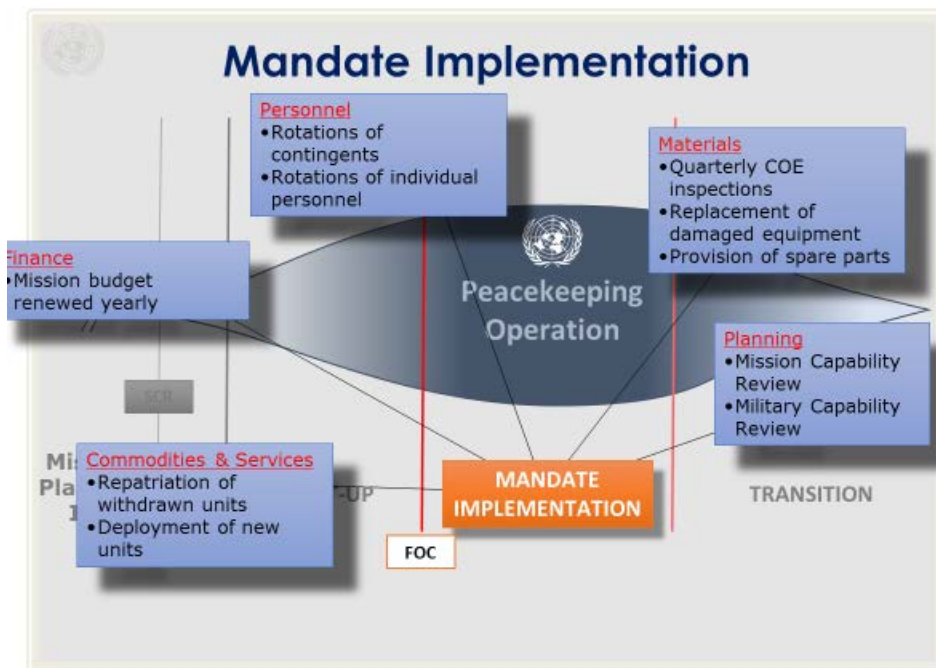 Mandate Implementation
Personnel
•Rotations of
contingents
•Rotations of individual
personnel
Materials
•Quarterly COE
inspections
•Replacement of
damaged equipment
•Provision of spare parts
Finance
•Mission budget
renewed yearly
Peacekeeping
Operation
Planning
•Mission Capability
Review
•Military Capability
Review
SCR
Commodities & Services
•Repatriation of
withdrawn units
•Deployment of new
units
-UP
MANDATE
IMPLEMENTATION
TRANSITION
FOC